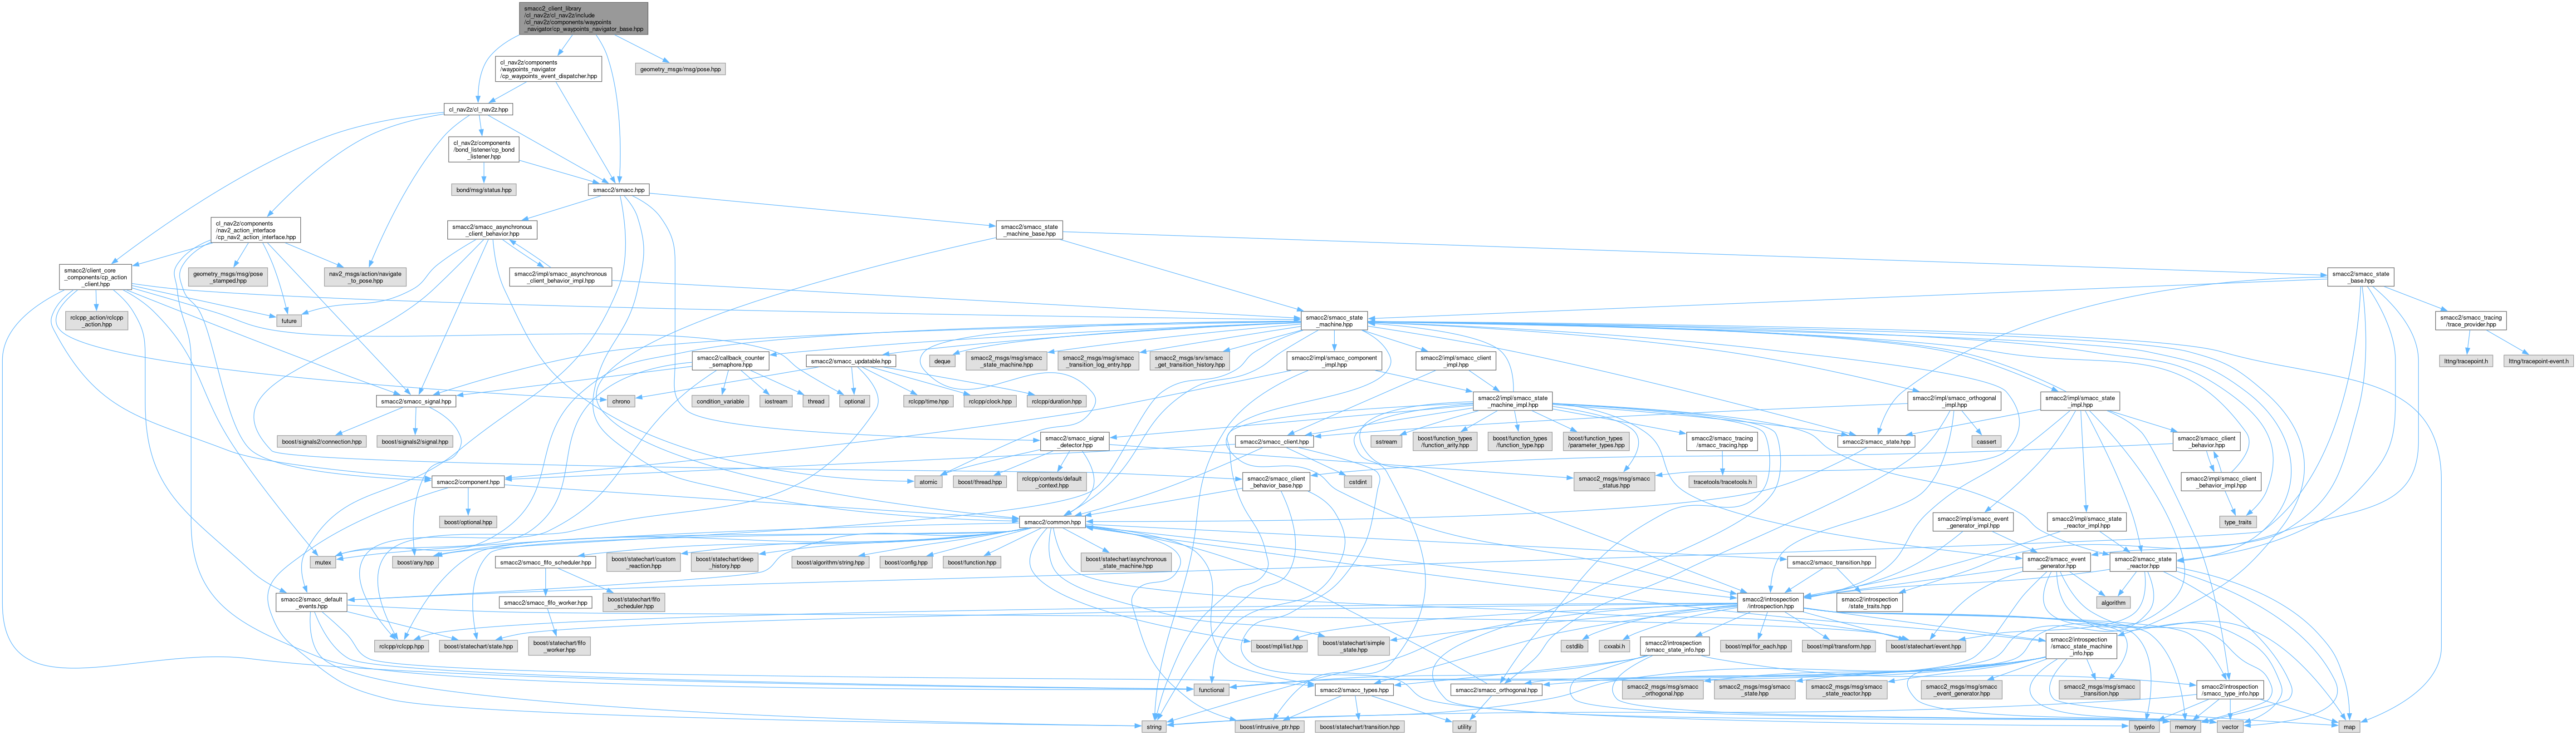 smacc2_client_library
/cl_nav2z/cl_nav2z/include
/cl_nav2z/components/waypoints
_navigator/cp_waypoints_navigator_base.hpp
cl_nav2z/components
/waypoints_navigator
/cp_waypoints_event_dispatcher.hpp
geometry_msgs/msg/pose.hpp
cl_nav2z/cl_nav2z.hpp
cl_nav2z/components
/bond_listener/cp_bond
_listener.hpp
bond/msg/status.hpp
smacc2/smacc.hpp
cl_nav2z/components
/nav2_action_interface
/cp_nav2_action_interface.hpp
smacc2/smacc_asynchronous
_client_behavior.hpp
smacc2/smacc_state
_machine_base.hpp
smacc2/client_core
_components/cp_action
_client.hpp
geometry_msgs/msg/pose
_stamped.hpp
nav2_msgs/action/navigate
_to_pose.hpp
smacc2/impl/smacc_asynchronous
_client_behavior_impl.hpp
smacc2/smacc_state
_base.hpp
rclcpp_action/rclcpp
_action.hpp
future
smacc2/smacc_state
_machine.hpp
smacc2/smacc_tracing
/trace_provider.hpp
smacc2/callback_counter
_semaphore.hpp
smacc2/smacc_updatable.hpp
deque
smacc2_msgs/msg/smacc
_state_machine.hpp
smacc2_msgs/msg/smacc
_transition_log_entry.hpp
smacc2_msgs/srv/smacc
_get_transition_history.hpp
smacc2/impl/smacc_component
_impl.hpp
smacc2/impl/smacc_client
_impl.hpp
lttng/tracepoint.h
lttng/tracepoint-event.h
smacc2/smacc_signal.hpp
chrono
condition_variable
iostream
thread
optional
rclcpp/time.hpp
rclcpp/clock.hpp
rclcpp/duration.hpp
smacc2/impl/smacc_state
_machine_impl.hpp
smacc2/impl/smacc_orthogonal
_impl.hpp
smacc2/impl/smacc_state
_impl.hpp
boost/signals2/connection.hpp
boost/signals2/signal.hpp
smacc2/smacc_signal
_detector.hpp
smacc2/smacc_client.hpp
sstream
boost/function_types
/function_arity.hpp
boost/function_types
/function_type.hpp
boost/function_types
/parameter_types.hpp
smacc2/smacc_tracing
/smacc_tracing.hpp
smacc2/smacc_state.hpp
cassert
smacc2/smacc_client
_behavior.hpp
smacc2/component.hpp
atomic
boost/thread.hpp
rclcpp/contexts/default
_context.hpp
smacc2/smacc_client
_behavior_base.hpp
cstdint
smacc2_msgs/msg/smacc
_status.hpp
tracetools/tracetools.h
smacc2/impl/smacc_client
_behavior_impl.hpp
boost/optional.hpp
smacc2/common.hpp
smacc2/impl/smacc_event
_generator_impl.hpp
smacc2/impl/smacc_state
_reactor_impl.hpp
type_traits
mutex
boost/any.hpp
smacc2/smacc_fifo_scheduler.hpp
boost/statechart/custom
_reaction.hpp
boost/statechart/deep
_history.hpp
boost/algorithm/string.hpp
boost/config.hpp
boost/function.hpp
boost/statechart/asynchronous
_state_machine.hpp
smacc2/smacc_transition.hpp
smacc2/smacc_event
_generator.hpp
smacc2/smacc_state
_reactor.hpp
smacc2/smacc_default
_events.hpp
smacc2/smacc_fifo_worker.hpp
boost/statechart/fifo
_scheduler.hpp
smacc2/introspection
/introspection.hpp
smacc2/introspection
/state_traits.hpp
algorithm
rclcpp/rclcpp.hpp
boost/statechart/state.hpp
boost/statechart/fifo
_worker.hpp
boost/mpl/list.hpp
boost/statechart/simple
_state.hpp
cstdlib
cxxabi.h
smacc2/introspection
/smacc_state_info.hpp
boost/mpl/for_each.hpp
boost/mpl/transform.hpp
boost/statechart/event.hpp
smacc2/introspection
/smacc_state_machine
_info.hpp
functional
smacc2/smacc_types.hpp
smacc2/smacc_orthogonal.hpp
smacc2_msgs/msg/smacc
_orthogonal.hpp
smacc2_msgs/msg/smacc
_state.hpp
smacc2_msgs/msg/smacc
_state_reactor.hpp
smacc2_msgs/msg/smacc
_event_generator.hpp
smacc2_msgs/msg/smacc
_transition.hpp
smacc2/introspection
/smacc_type_info.hpp
string
boost/intrusive_ptr.hpp
boost/statechart/transition.hpp
utility
typeinfo
memory
vector
map